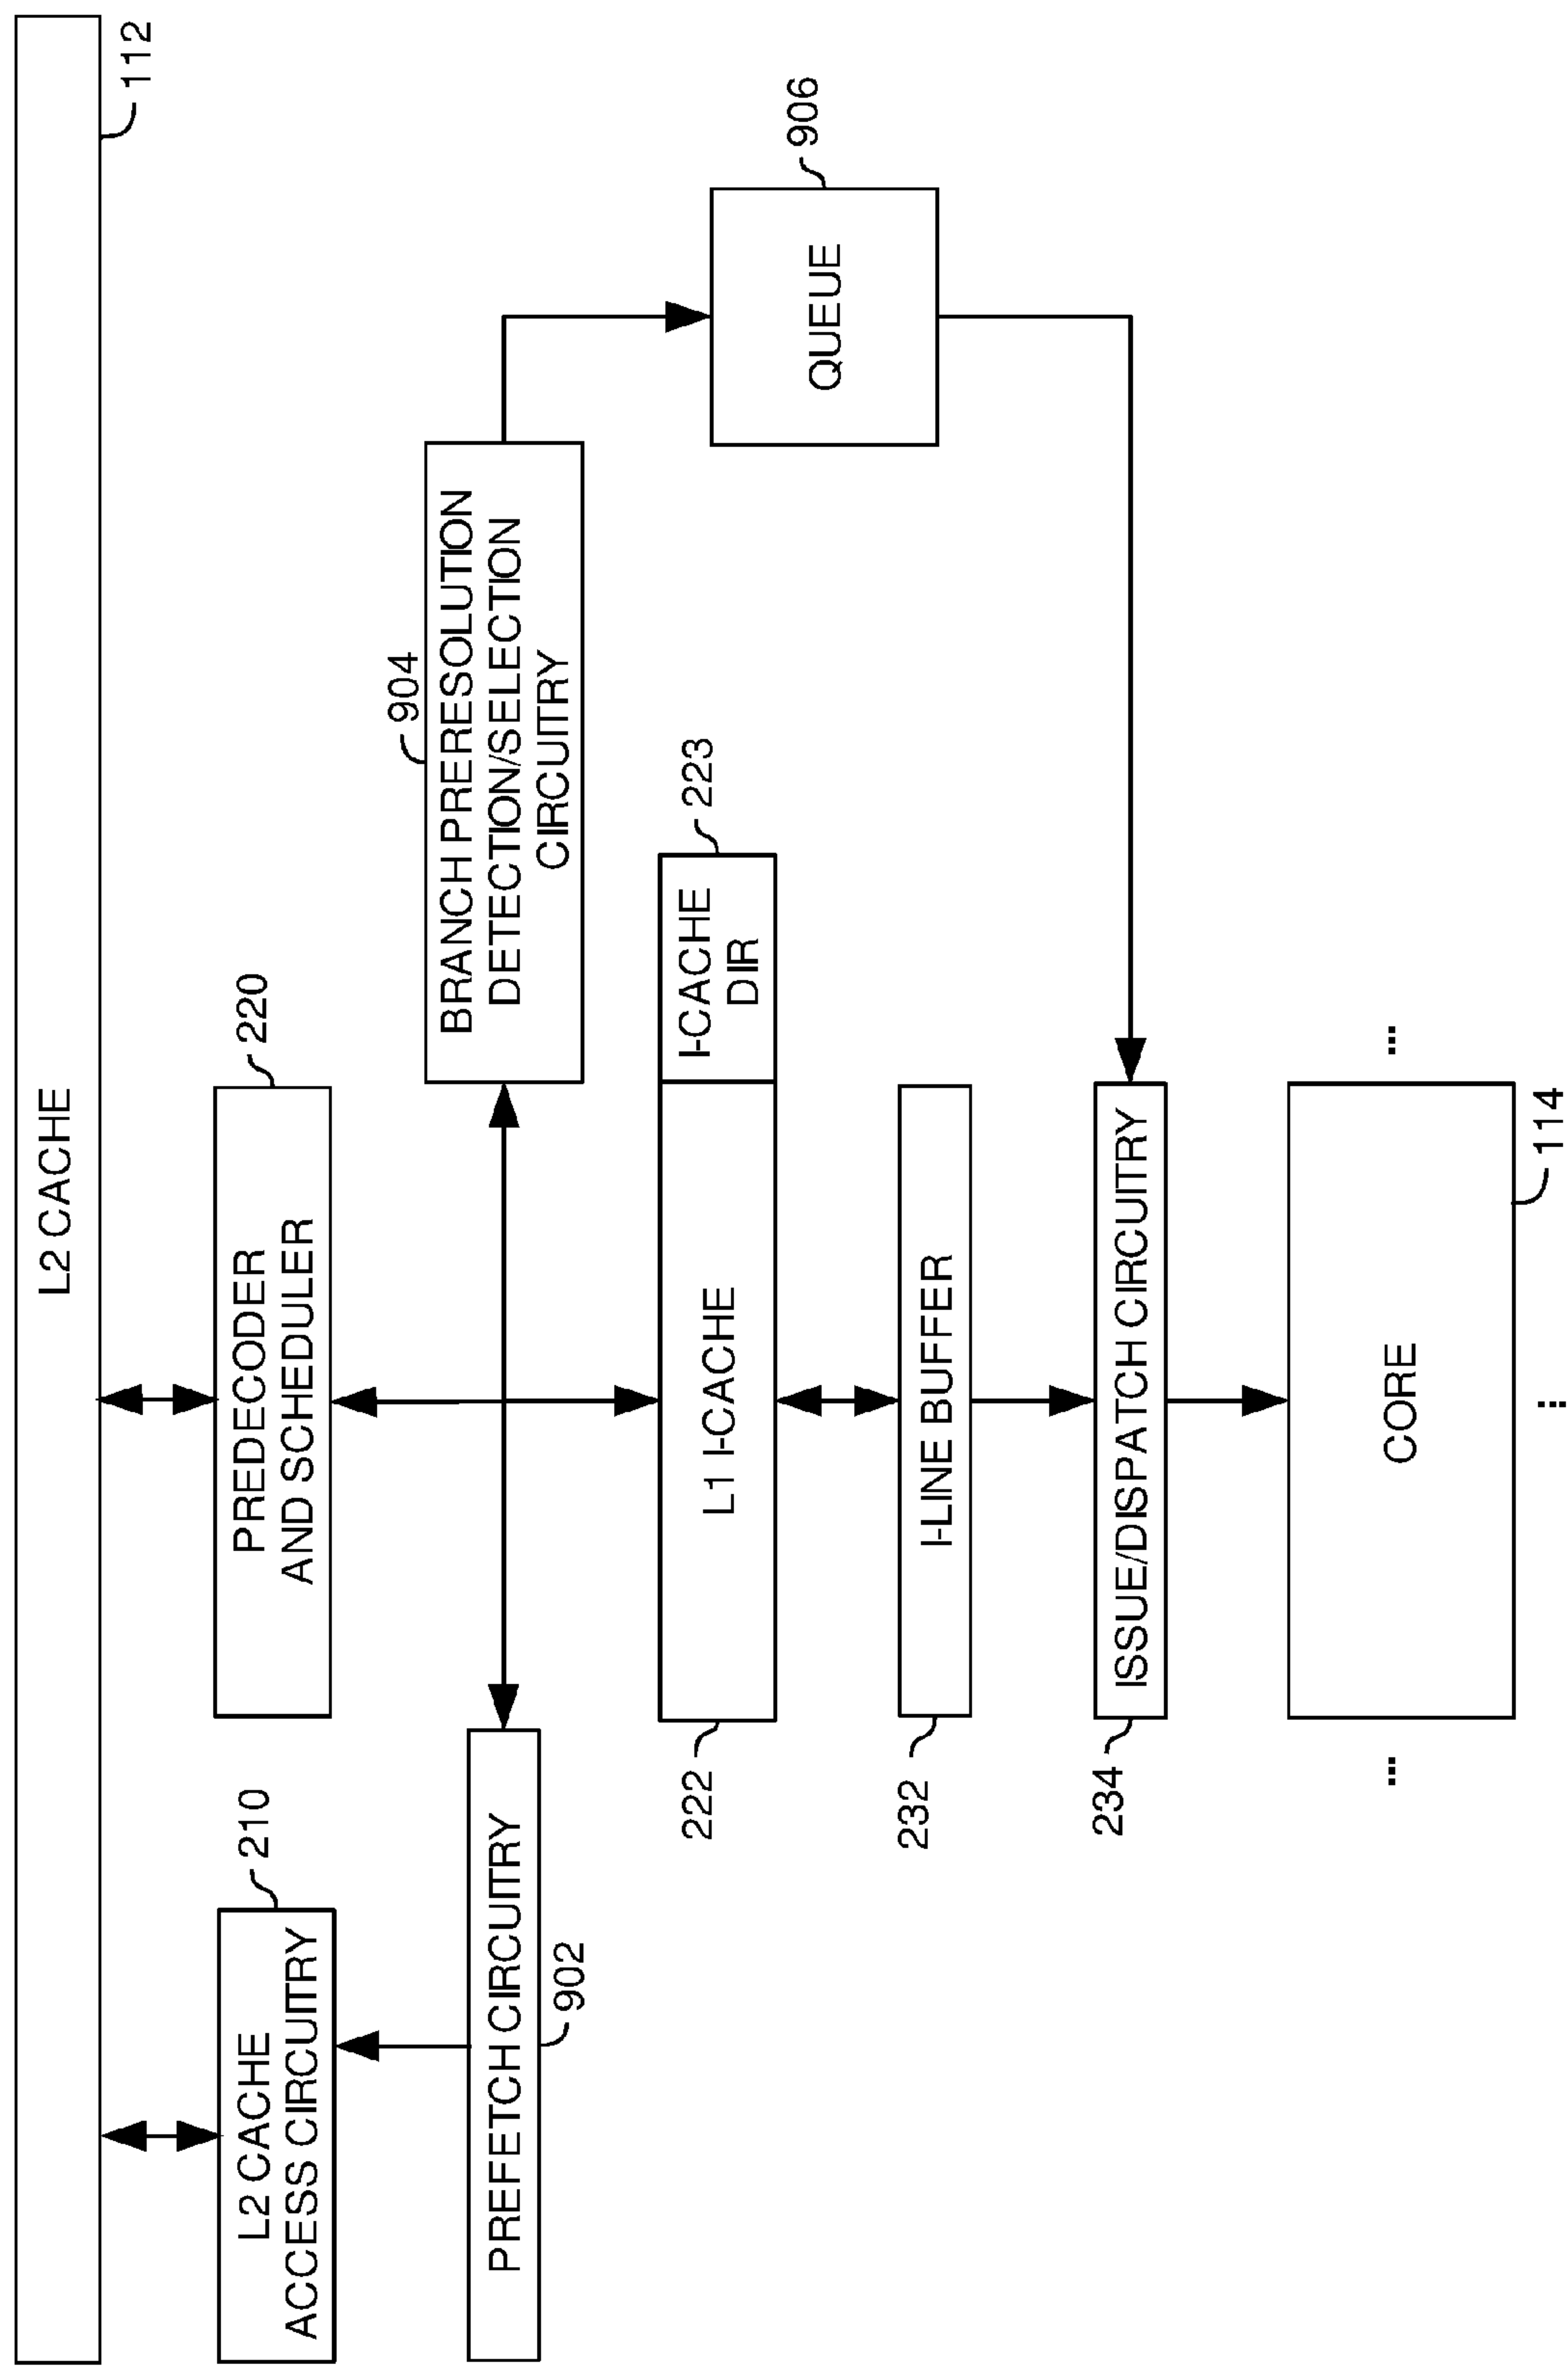 L2 CACHE
112
L2 CACHE
ACCESS CIRCUITRY
210
PREDECODER
AND SCHEDULER
220
PREFETCH CIRCUITRY
902
904
BRANCH PRERESOLUTION
DETECTION/SELECTION
CIRCUITRY
222
L1 I-CACHE
I-CACHE
DIR
223
QUEUE
906
232
I-LINE BUFFER
234
ISSUE/DISPATCH CIRCUITRY
...
CORE
...
114
...